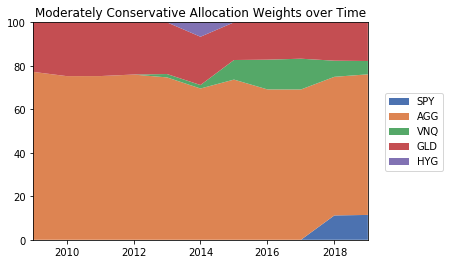 Moderately Conservative Allocation Weights over Time
100
80
60
40
20
0
2010
2012
2014
2016
2018
SPY
AGG
VNQ
GLD
HYG